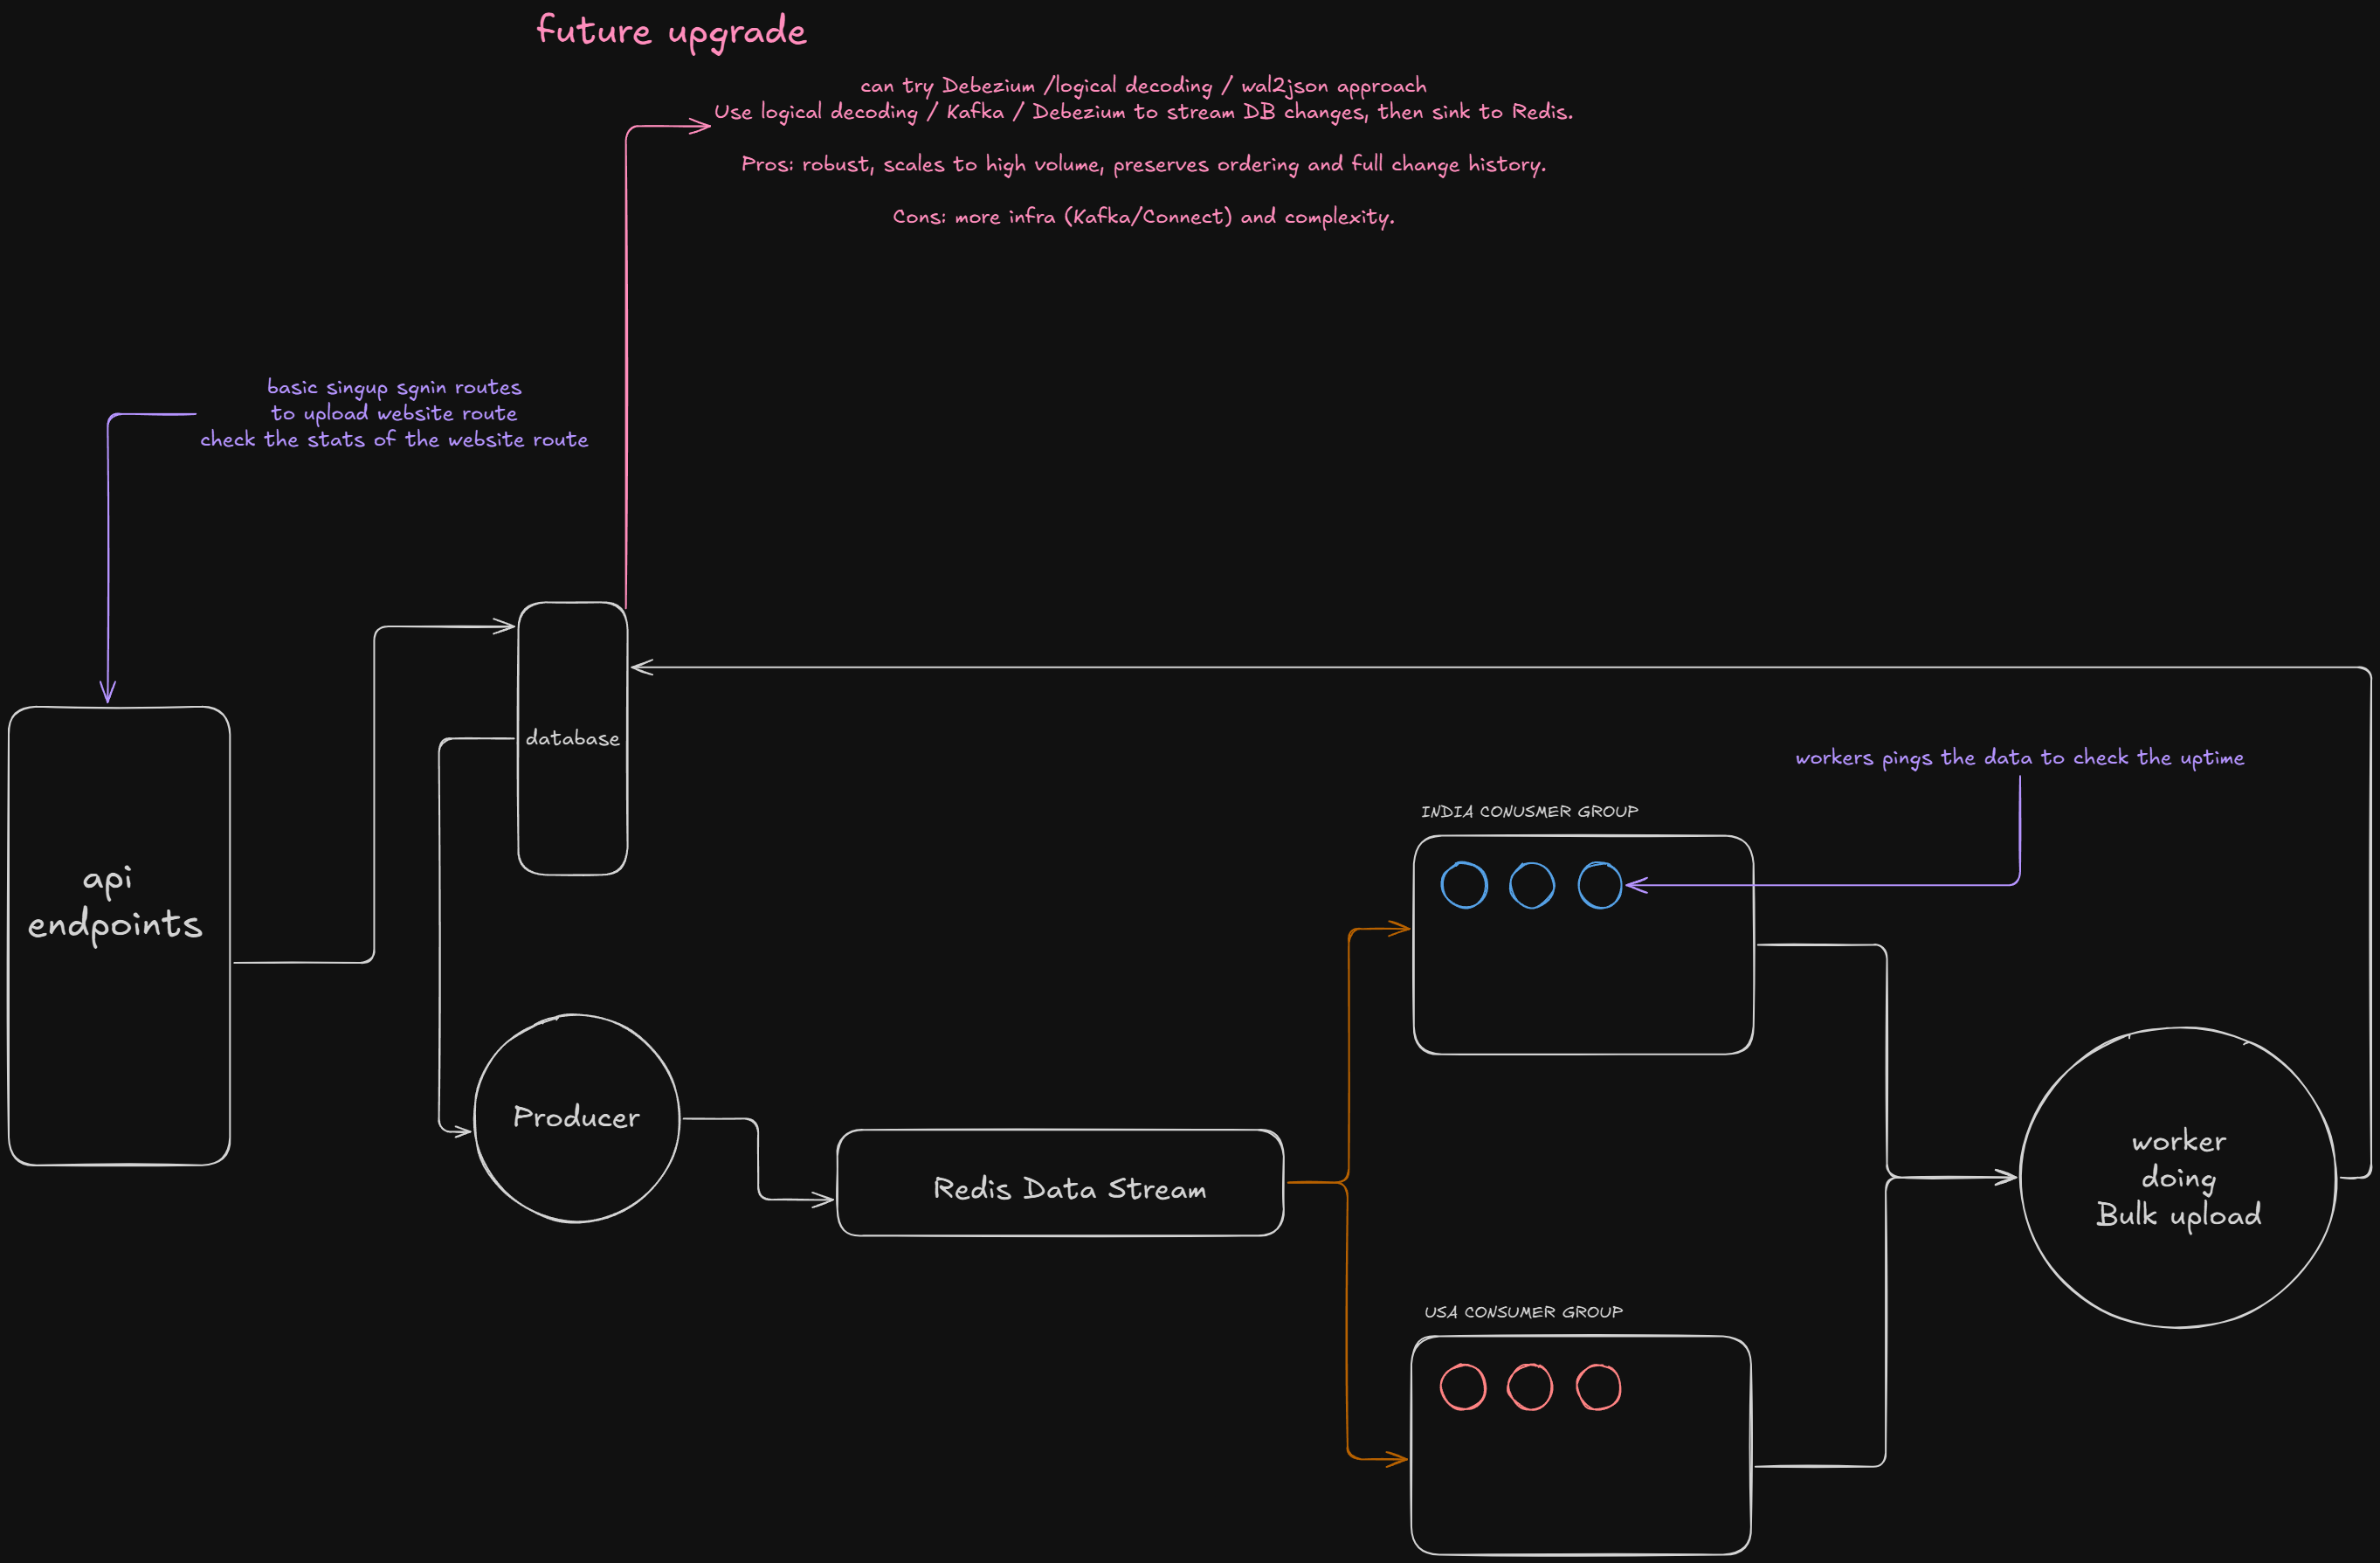 future upgrade
can try Debezium /logical decoding / wal2json approach
Use logical decoding / Kafka / Debezium to stream DB changes, then sink to Redis.
Pros: robust, scales to high volume, preserves ordering and full change history.
Cons: more infra (Kafka/Connect) and complexity.
basic singup sgnin routes
to upload website route
check the stats of the website route
database
workers pings the data to check the uptime
INDIA CONUSMER GROUP
api
endpoints
Producer
Redis Data Stream
worker
doing
Bulk upload
USA CONSUMER GROUP